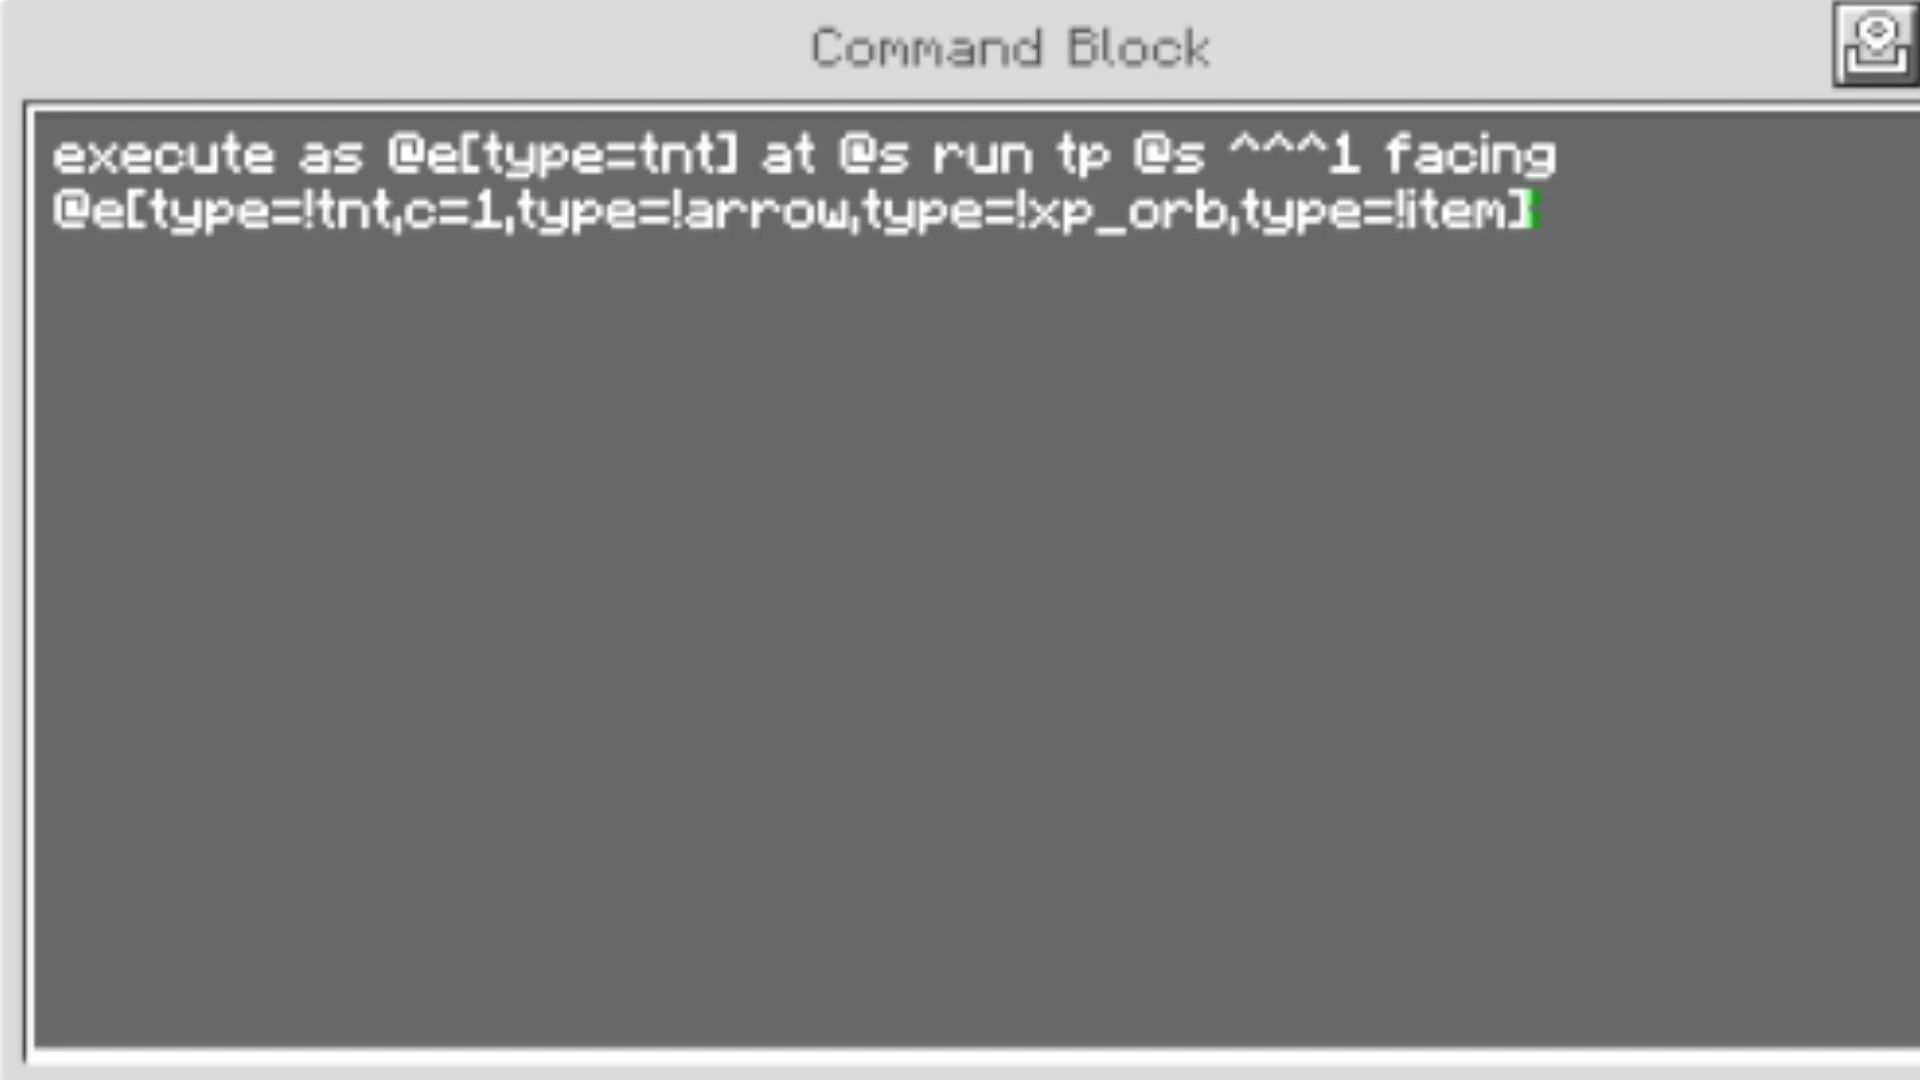 Command Block
execute as @e[type=tnt] at @s run tp @s ^^^1 facing
@e[type=!tnt,c=1,type=!arrow,type=!xp_orb,type=!item]